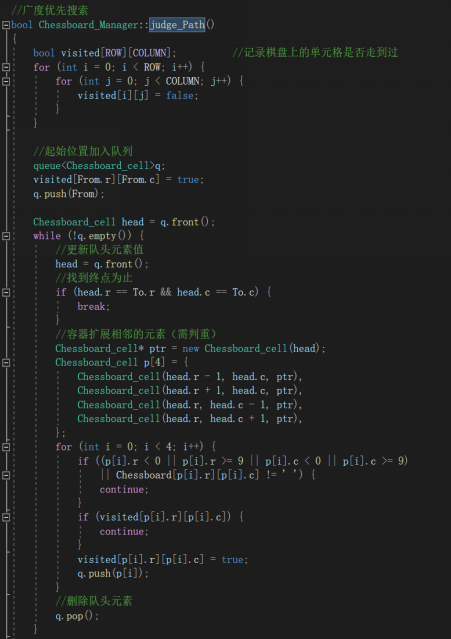 //广度优先搜索
bool Chessboard_Manager::judge_Path()
{
    bool visited[ROW][COLUMN];          //记录棋盘上的单元格是否走到过
    for (int i = 0; i < ROW; i++) {
        for (int j = 0; j < COLUMN; j++) {
            visited[i][j] = false;
        }
    }
    //起始位置加入队列
    queue<Chessboard_cell>q;
    visited[From.r][From.c] = true;
    q.push(From);
    Chessboard_cell head = q.front();
    while (!q.empty()) {
        //更新队头元素值
        head = q.front();
        //找到终点为止
        if (head.r == To.r && head.c == To.c) {
            break;
        }
        //容器扩展相邻的元素（需判重）
        Chessboard_cell* ptr = new Chessboard_cell(head);
        Chessboard_cell p[4] = {
            Chessboard_cell(head.r - 1, head.c, ptr),
            Chessboard_cell(head.r + 1, head.c, ptr),
            Chessboard_cell(head.r, head.c - 1, ptr),
            Chessboard_cell(head.r, head.c + 1, ptr),
        };
        for (int i = 0; i < 4; i++) {
            if ((p[i].r < 0 || p[i].r >= 9 || p[i].c < 0 || p[i].c >= 9)
                || Chessboard[p[i].r][p[i].c] != ' ') {
                continue;
            }
            if (visited[p[i].r][p[i].c]) {
                continue;
            }
            visited[p[i].r][p[i].c] = true;
            q.push(p[i]);
        }
        //删除队头元素
        q.pop();
    }